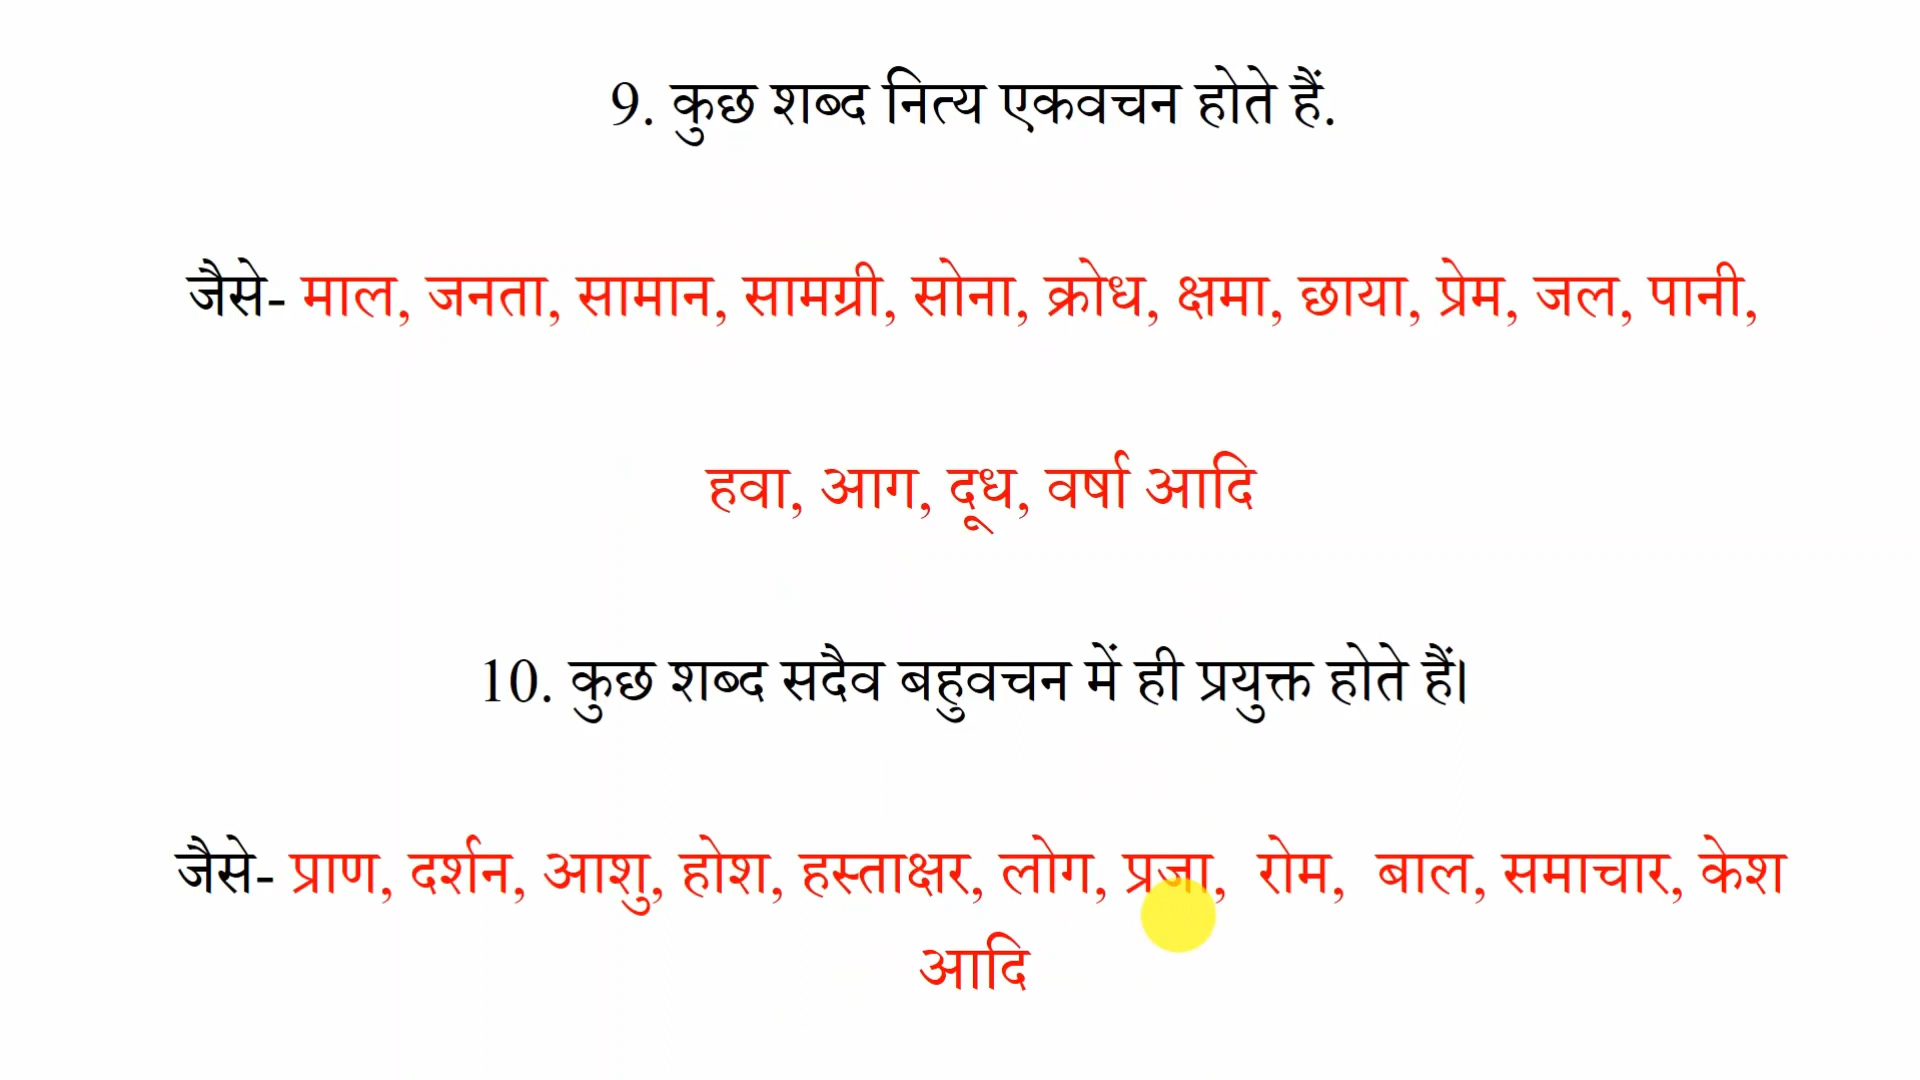 9. कुछ शब्द नित्य एकवचन होते हैं.
जैसे- माल, जनता, सामान, सामग्री, सोना, क्रोध, क्षमा, छाया, प्रेम, जल, पानी,
हवा, आग, दूध, वर्षा आदि
10. कुछ शब्द सदैव बहुवचन में ही प्रयुक्त होते हैं।
जैसे- प्राण, दर्शन, आशु, होश, हस्ताक्षर, लोग, प्रजा, रोम, बाल, समाचार, केश
आदि